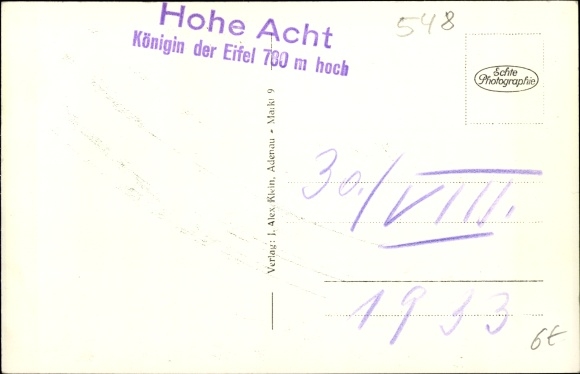 Hohe Acht
Königin der Eifel 760 m hoch
548
Echte
Photographie
Verlag: J. Alex Klein, Adenau - Markt 9
30./VIII.
1933
6€